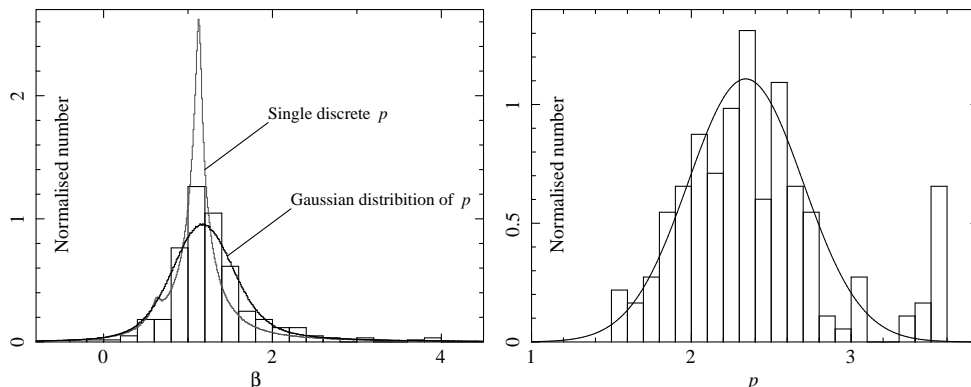 Normalised number
0
1
2
Single discrete p
Gaussian distribition of p
0
2
4
β
Normalised number
0
0.5
1
1
2
3
p